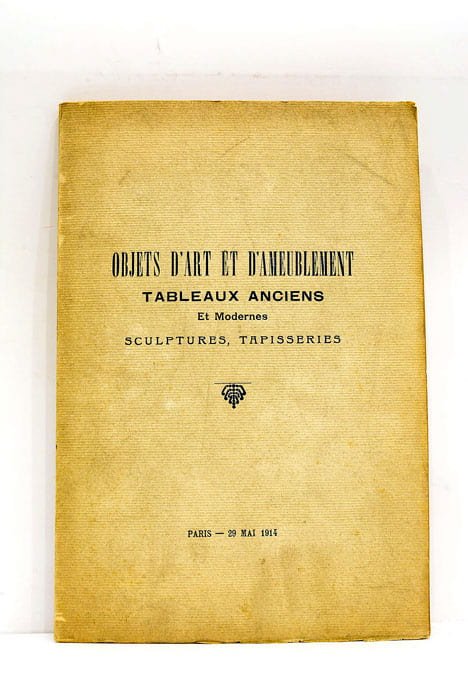 OBJETS D'ART ET D'AMEUBLEMENT
TABLEAUX ANCIENS
Et Modernes
SCULPTURES, TAPISSERIES
PARIS — 29 MAI 1914